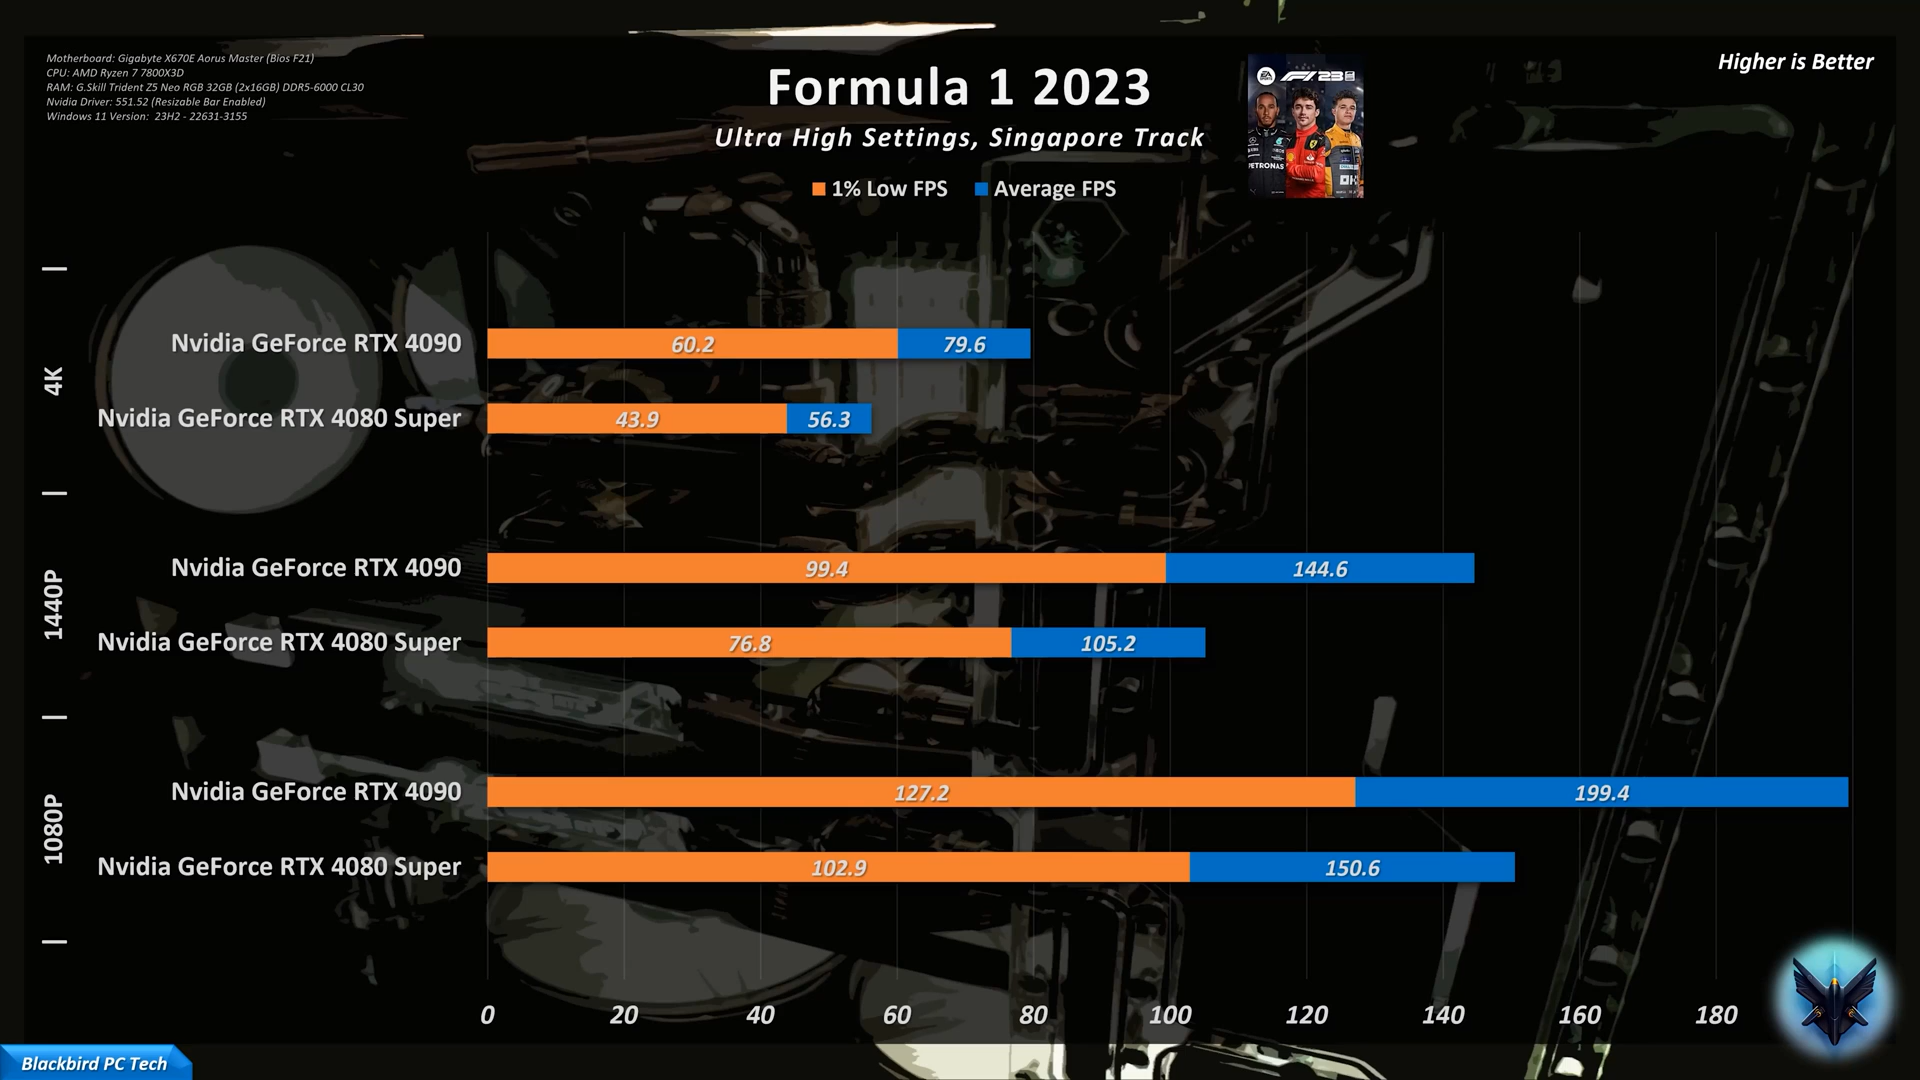 Motherboard: Gigabyte X670E Aorus Master (Bios F21)
CPU: AMD Ryzen 7 7800X3D
RAM: G.Skill Trident Z5 Neo RGB 32GB (2x16GB) DDR5-6000 CL30
Nvidia Driver: 551.52 (Resizable Bar Enabled)
Windows 11 Version: 23H2 - 22631-3155
Formula 1 2023
Ultra High Settings, Singapore Track
1% Low FPS
Average FPS
F1 23
PETRONAS
Higher is Better
4K
Nvidia GeForce RTX 4090
60.2
79.6
Nvidia GeForce RTX 4080 Super
43.9
56.3
1440P
Nvidia GeForce RTX 4090
99.4
144.6
Nvidia GeForce RTX 4080 Super
76.8
105.2
1080P
Nvidia GeForce RTX 4090
127.2
199.4
Nvidia GeForce RTX 4080 Super
102.9
150.6
0 20 40 60 80 100 120 140 160 180
Blackbird PC Tech